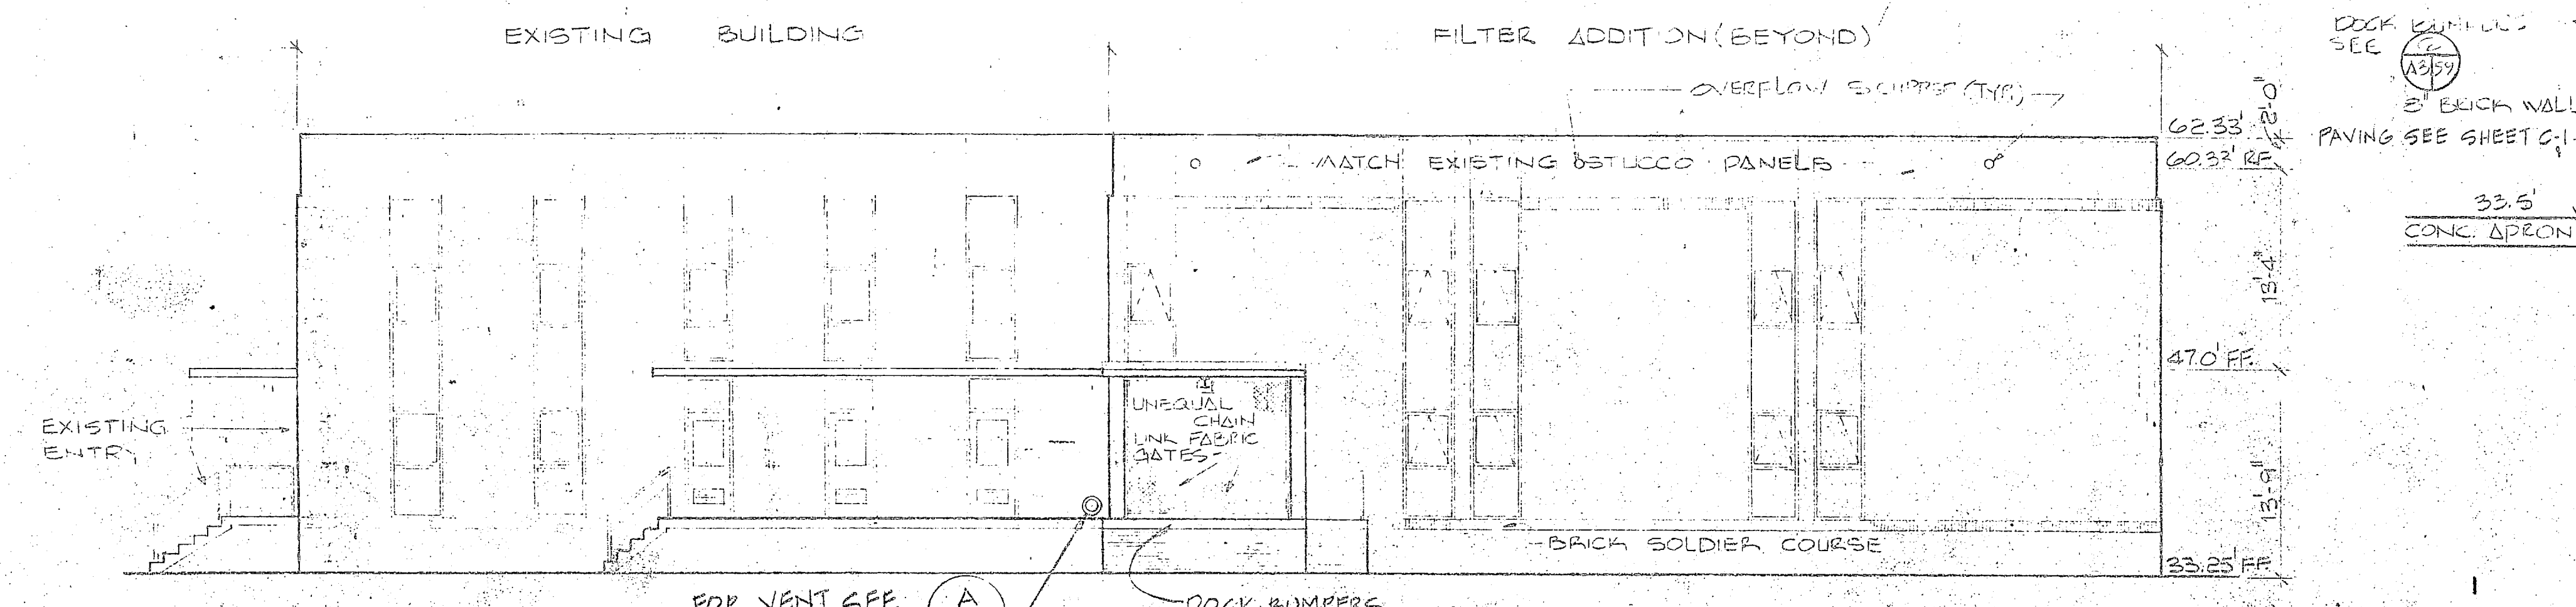 EXISTING BUILDING
FILTER ADDITION (BEYOND)
DOCK
SEE
C
A3|59
OVERFLOW SCUPPER (TYP.)
8" BRICK WALL
PAVING SEE SHEET C-1
62.33'
2'-0"
MATCH EXISTING STUCCO PANELS
60.33' RF.
33.5'
CONC. APRON
13'-4"
47.0' FF.
EXISTING
ENTRY
UNEQUAL
CHAIN
LINK FABRIC
GATES
13'-9"
BRICK SOLDIER COURSE
33.25' FF.
FOR VENT SEE
A
DOCK BUMPERS